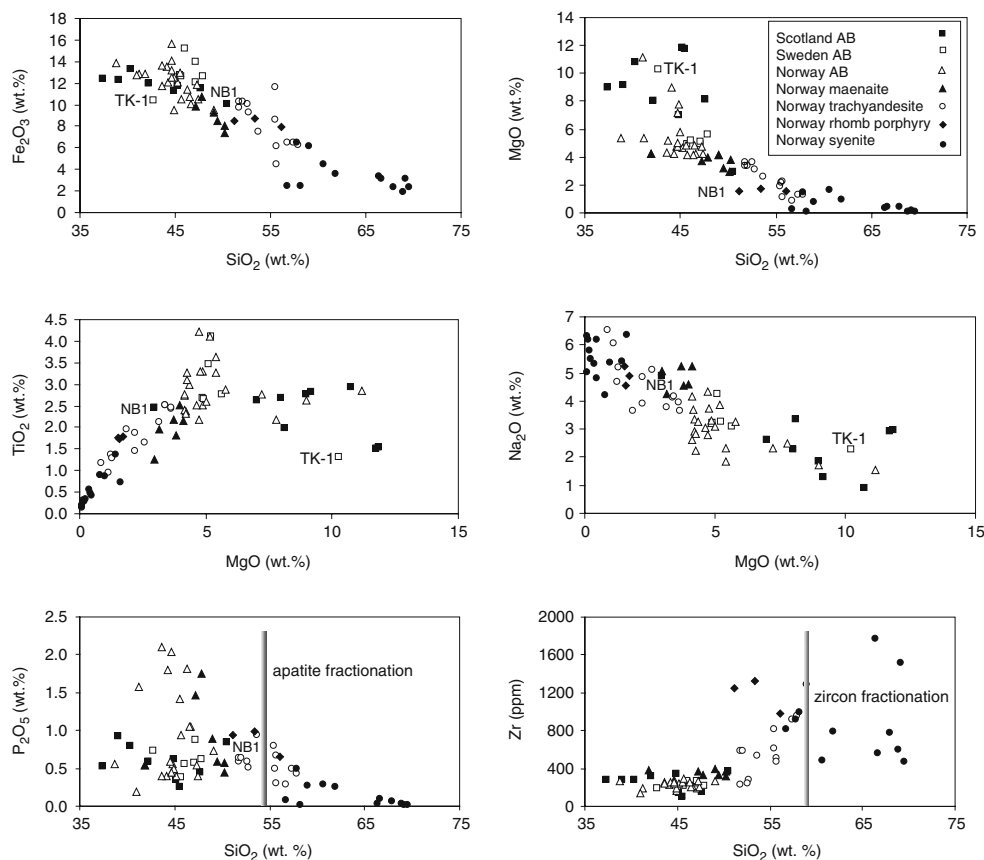 18
16
14
12
10
8
6
4
2
0
Fe2O3 (wt.%)
TK-1
NB1
35 45 55 65 75
SiO2 (wt.%)
14
12
10
8
6
4
2
0
MgO (wt.%)
TK-1
NB1
35 45 55 65 75
SiO2 (wt.%)
Scotland AB
Sweden AB
Norway AB
Norway maenaite
Norway trachyandesite
Norway rhomb porphyry
Norway syenite
4.5
4.0
3.5
3.0
2.5
2.0
1.5
1.0
0.5
0.0
TiO2 (wt.%)
NB1
TK-1
0 5 10 15
MgO (wt.%)
7
6
5
4
3
2
1
0
Na2O (wt.%)
NB1
TK-1
0 5 10 15
MgO (wt.%)
2.5
2.0
1.5
1.0
0.5
0.0
P2O5 (wt.%)
apatite fractionation
NB1
35 45 55 65 75
SiO2 (wt.%)
2000
1600
1200
800
400
0
Zr (ppm)
zircon fractionation
35 45 55 65 75
SiO2 (wt. %)